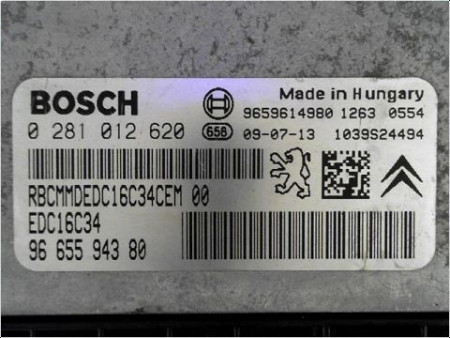 BOSCH
Made in Hungary
9659614980 1263 0554
0 281 012 620
658 09-07-13 1039S24494
RBCMMDEDC16C34CEM 00
EDC16C34
96 655 943 80